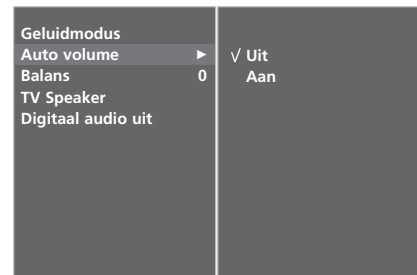 Geluidmodus
Auto volume ►
Balans 0
TV Speaker
Digitaal audio uit
√ Uit
Aan